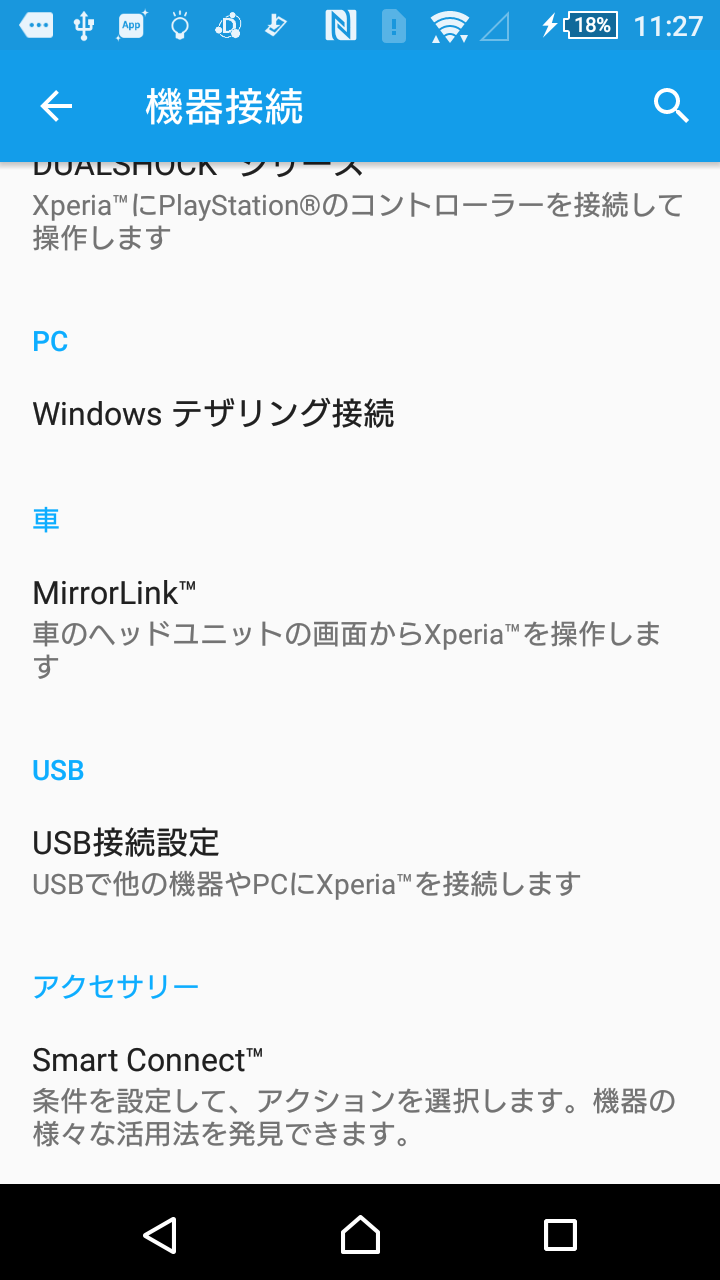 App 18% 11:27
機器接続
DUALSHOCK™ シリーズ
Xperia™にPlayStation®のコントローラーを接続して
操作します
PC
Windows テザリング接続
車
MirrorLink™
車のヘッドユニットの画面からXperia™を操作しま
す
USB
USB接続設定
USBで他の機器やPCにXperia™を接続します
アクセサリー
Smart Connect™
条件を設定して、アクションを選択します。機器の
様々な活用法を発見できます。